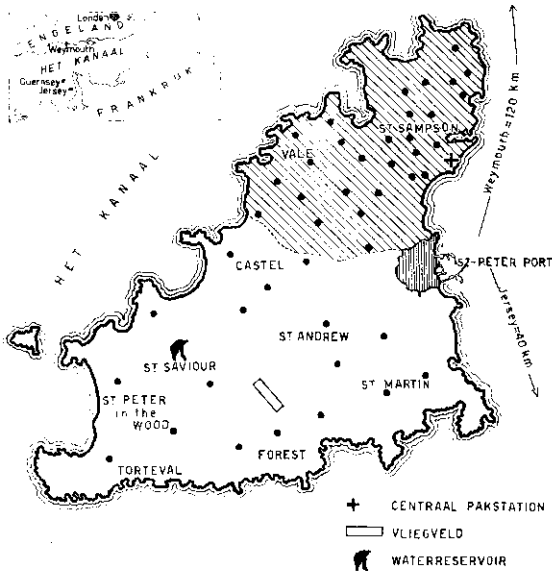 Londen
ENGELAND
Weymouth
HET KANAAL
Guernsey
Jersey
FRANKRIJK
HET KANAAL
ST SAMPSON
VALE
Weymouth=120 km
ST-PETER PORT
CASTEL
Jersey=40km
ST ANDREW
ST SAVIOUR
ST MARTIN
ST PETER
in the
WOOD
FOREST
TORTEVAL
CENTRAAL PAKSTATION
VLIEGVELD
WATERRESERVOIR